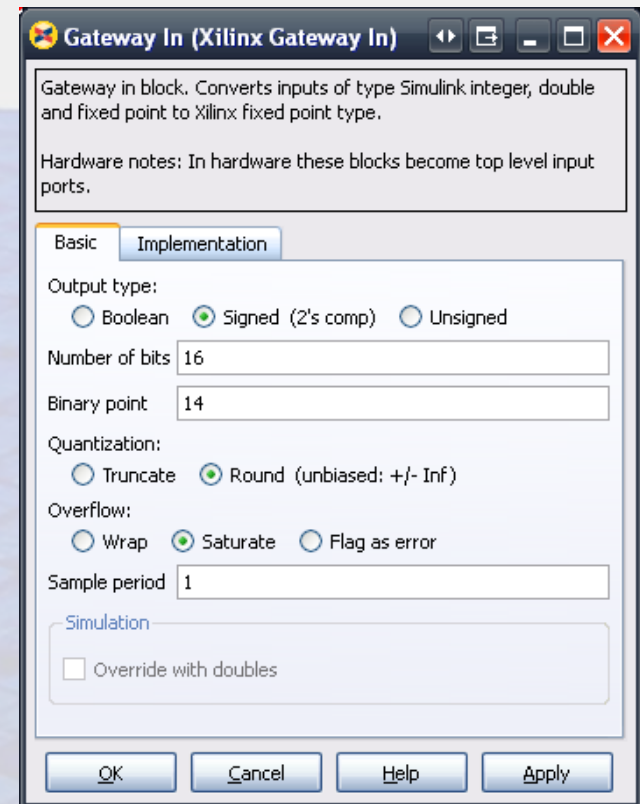 Gateway In (Xilinx Gateway In)
Gateway in block. Converts inputs of type Simulink integer, double
and fixed point to Xilinx fixed point type.
Hardware notes: In hardware these blocks become top level input
ports.
Basic Implementation
Output type:
Boolean Signed (2's comp) Unsigned
Number of bits 16
Binary point 14
Quantization:
Truncate Round (unbiased: +/- Inf)
Overflow:
Wrap Saturate Flag as error
Sample period 1
Simulation
Override with doubles
OK Cancel Help Apply